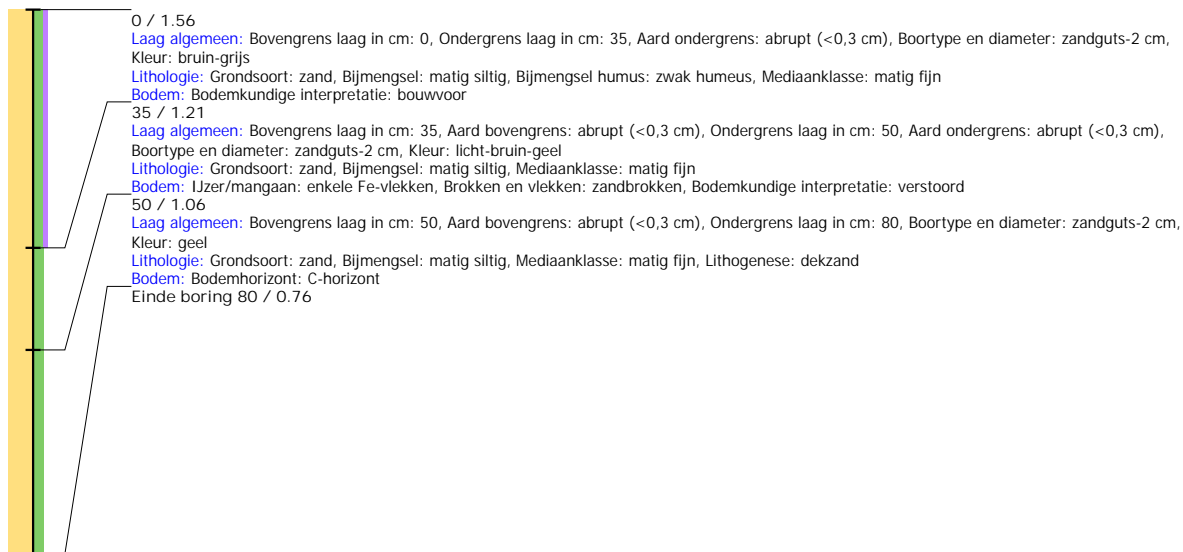 0 / 1.56
Laag algemeen: Bovengrens laag in cm: 0, Ondergrens laag in cm: 35, Aard ondergrens: abrupt (<0,3 cm), Boortype en diameter: zandguts-2 cm,
Kleur: bruin-grijs
Lithologie: Grondsoort: zand, Bijmengsel: matig siltig, Bijmengsel humus: zwak humeus, Mediaanklasse: matig fijn
Bodem: Bodemkundige interpretatie: bouwvoor
35 / 1.21
Laag algemeen: Bovengrens laag in cm: 35, Aard bovengrens: abrupt (<0,3 cm), Ondergrens laag in cm: 50, Aard ondergrens: abrupt (<0,3 cm),
Boortype en diameter: zandguts-2 cm, Kleur: licht-bruin-geel
Lithologie: Grondsoort: zand, Bijmengsel: matig siltig, Mediaanklasse: matig fijn
Bodem: IJzer/mangaan: enkele Fe-vlekken, Brokken en vlekken: zandbrokken, Bodemkundige interpretatie: verstoord
50 / 1.06
Laag algemeen: Bovengrens laag in cm: 50, Aard bovengrens: abrupt (<0,3 cm), Ondergrens laag in cm: 80, Boortype en diameter: zandguts-2 cm,
Kleur: geel
Lithologie: Grondsoort: zand, Bijmengsel: matig siltig, Mediaanklasse: matig fijn, Lithogenese: dekzand
Bodem: Bodemhorizont: C-horizont
Einde boring 80 / 0.76